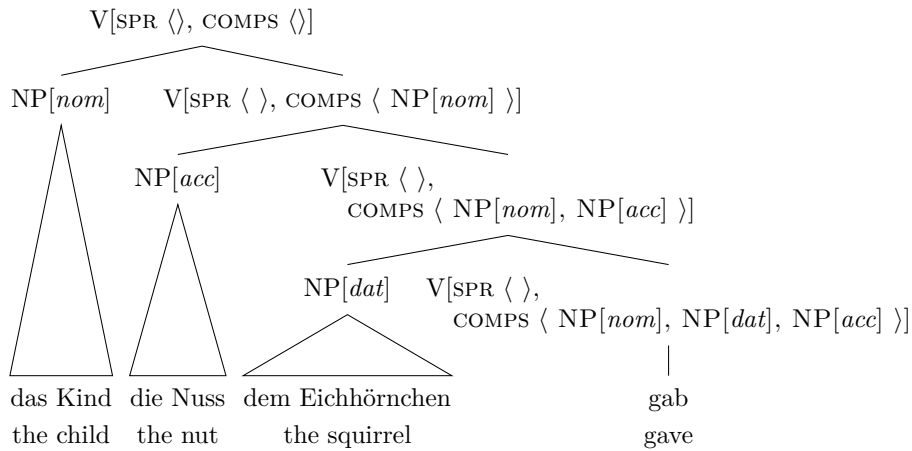 V[SPR ⟨⟩, COMPS ⟨⟩]
NP[nom] V[SPR ⟨ ⟩, COMPS ⟨ NP[nom] ⟩]
NP[acc] V[SPR ⟨ ⟩,
COMPS ⟨ NP[nom], NP[acc] ⟩]
NP[dat] V[SPR ⟨ ⟩,
COMPS ⟨ NP[nom], NP[dat], NP[acc] ⟩]
das Kind die Nuss dem Eichhörnchen gab
the child the nut the squirrel gave